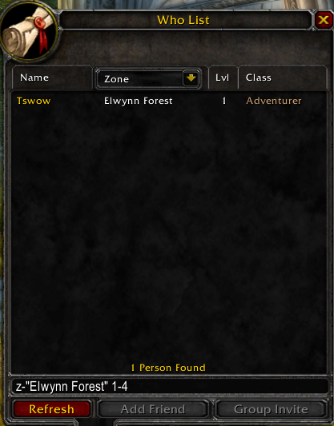 Who List
Name Zone Lvl Class
Tswow Elwynn Forest 1 Adventurer
1 Person Found
z-"Elwynn Forest" 1-4
Refresh Add Friend Group Invite